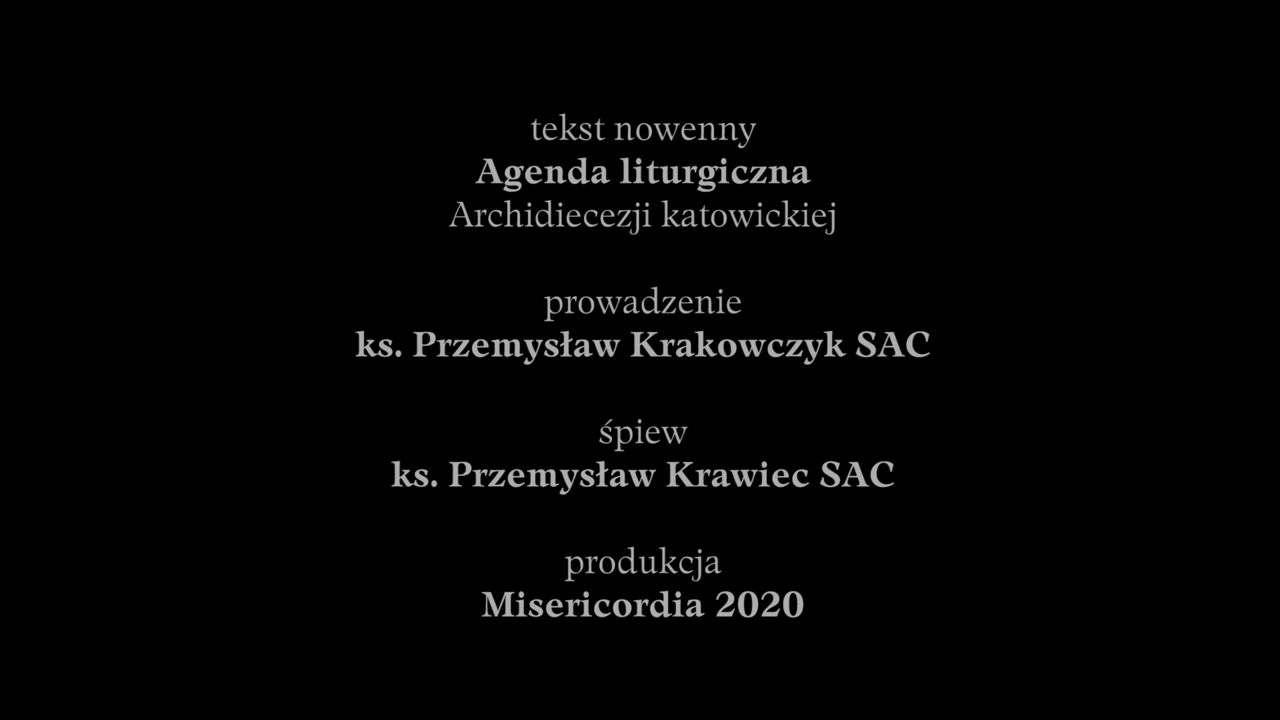 tekst nowenny
Agenda liturgiczna
Archidiecezji katowickiej
prowadzenie
ks. Przemysław Krakowczyk SAC
śpiew
ks. Przemysław Krawiec SAC
produkcja
Misericordia 2020